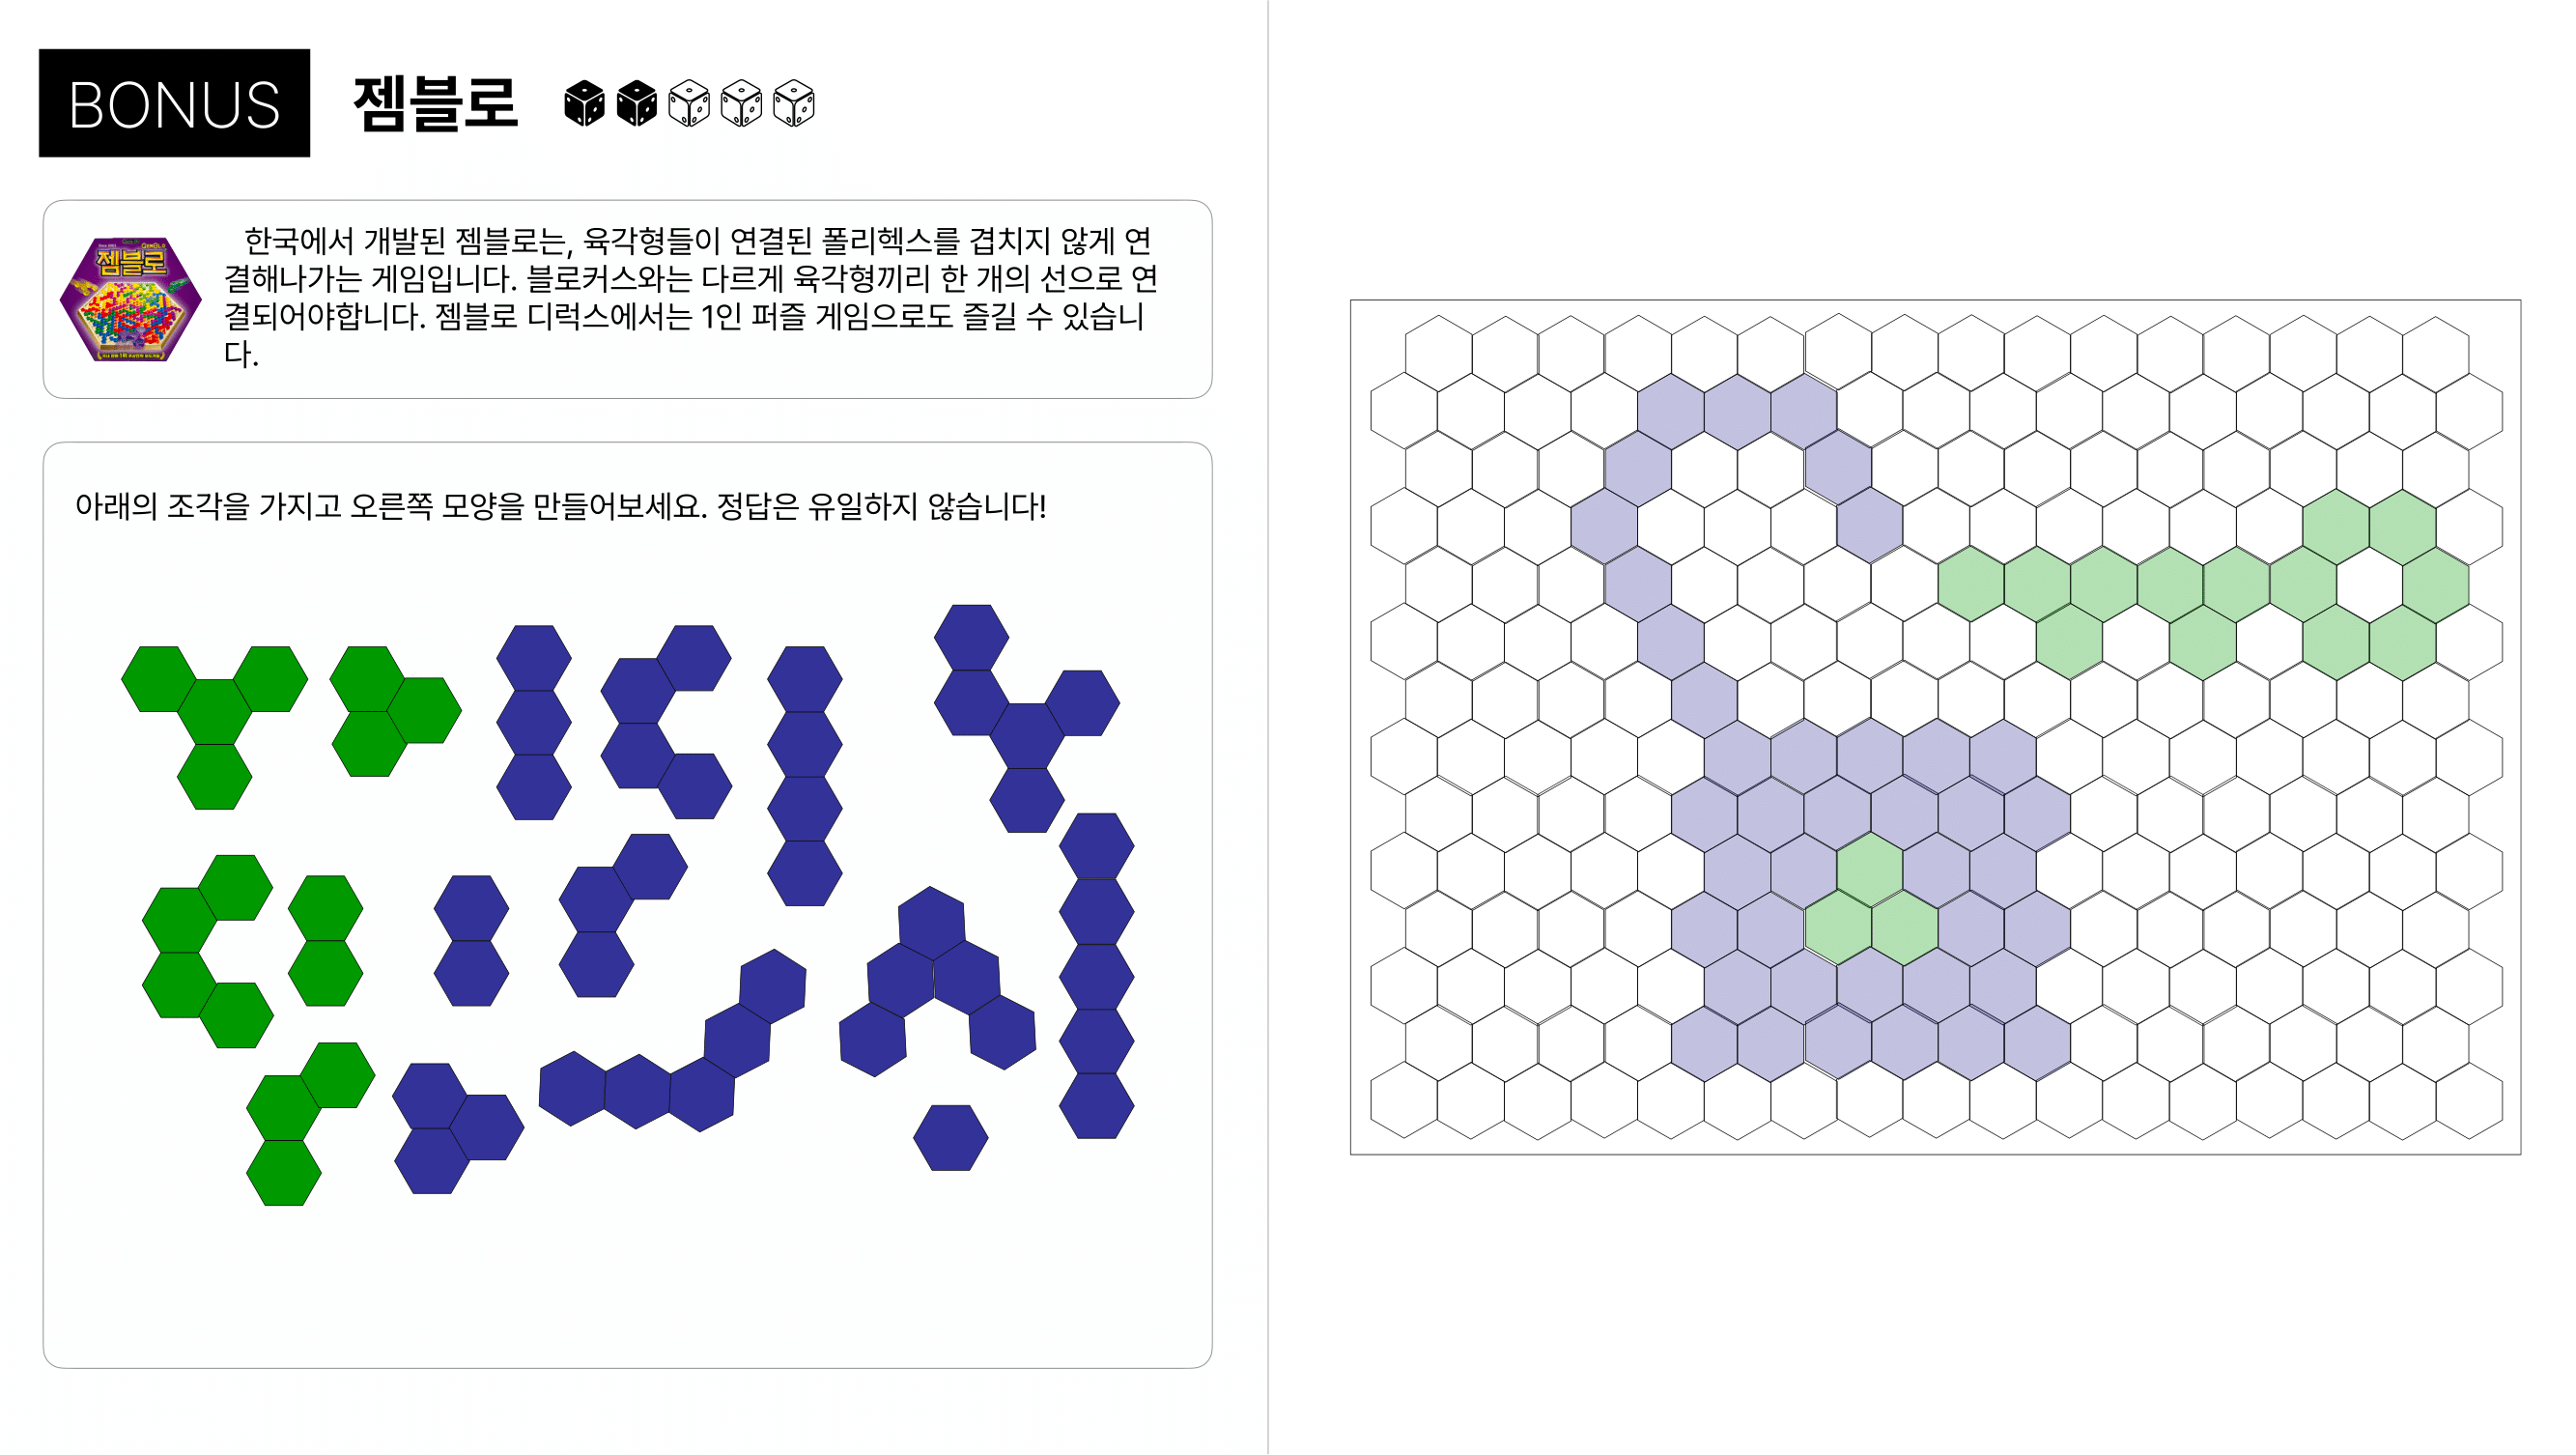 BONUS
젬블로
한국에서 개발된 젬블로는, 육각형들이 연결된 폴리헥스를 겹치지 않게 연
결해나가는 게임입니다. 블로커스와는 다르게 육각형끼리 한 개의 선으로 연
결되어야합니다. 젬블로 디럭스에서는 1인 퍼즐 게임으로도 즐길 수 있습니
다.
젬블로
아래의 조각을 가지고 오른쪽 모양을 만들어보세요. 정답은 유일하지 않습니다!